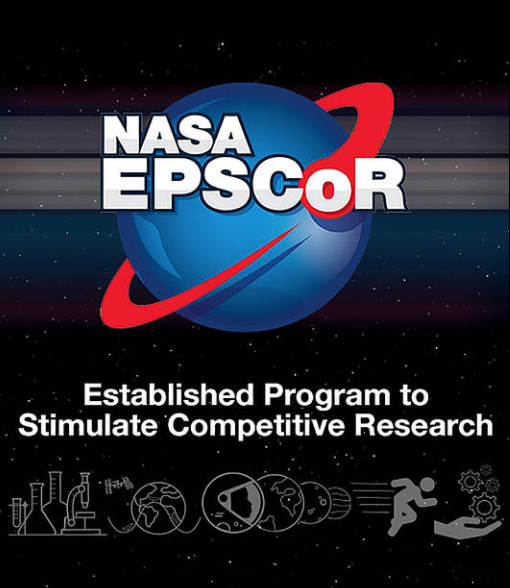 NASA
EPSCoR
Established Program to
Stimulate Competitive Research